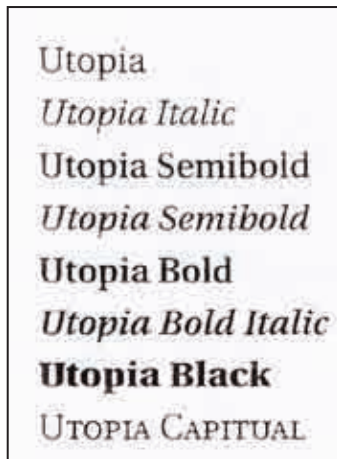 Utopia
Utopia Italic
Utopia Semibold
Utopia Semibold
Utopia Bold
Utopia Bold Italic
Utopia Black
UTOPIA CAPITUAL